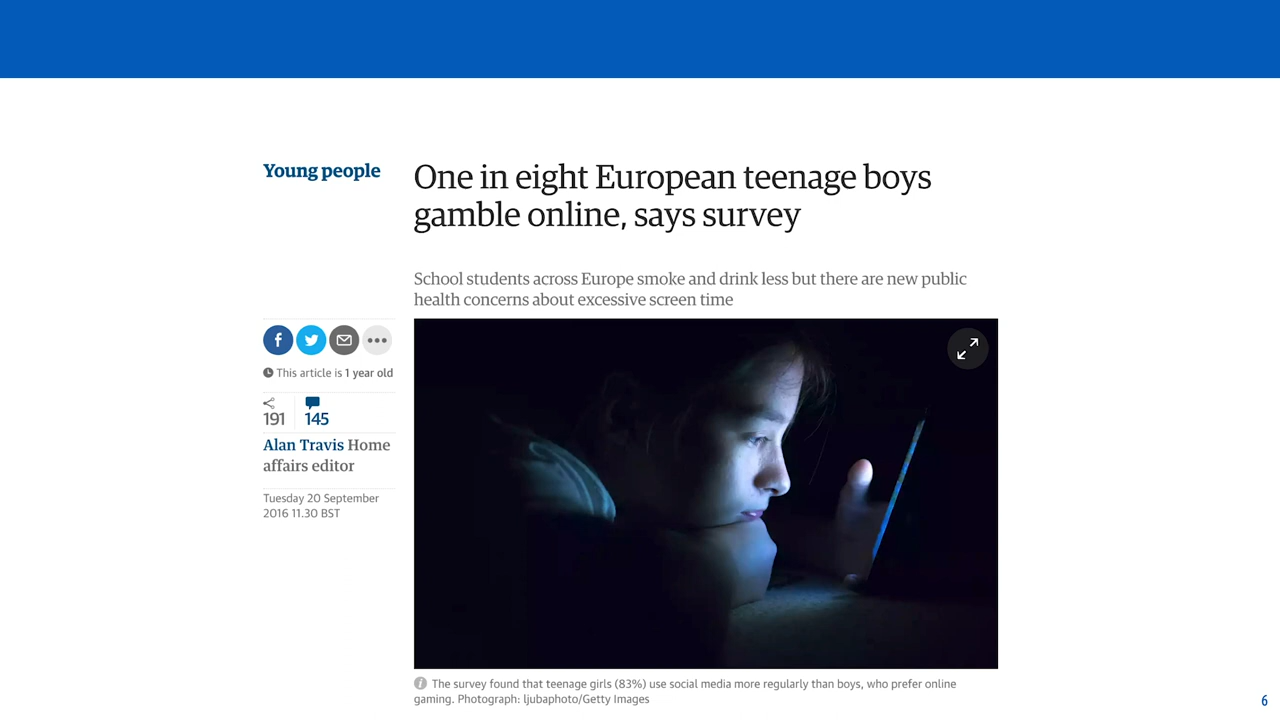 Young people
One in eight European teenage boys
gamble online, says survey
School students across Europe smoke and drink less but there are new public
health concerns about excessive screen time
This article is 1 year old
191 145
Alan Travis Home
affairs editor
Tuesday 20 September
2016 11.30 BST
The survey found that teenage girls (83%) use social media more regularly than boys, who prefer online
gaming. Photograph: ljubaphoto/Getty Images
6